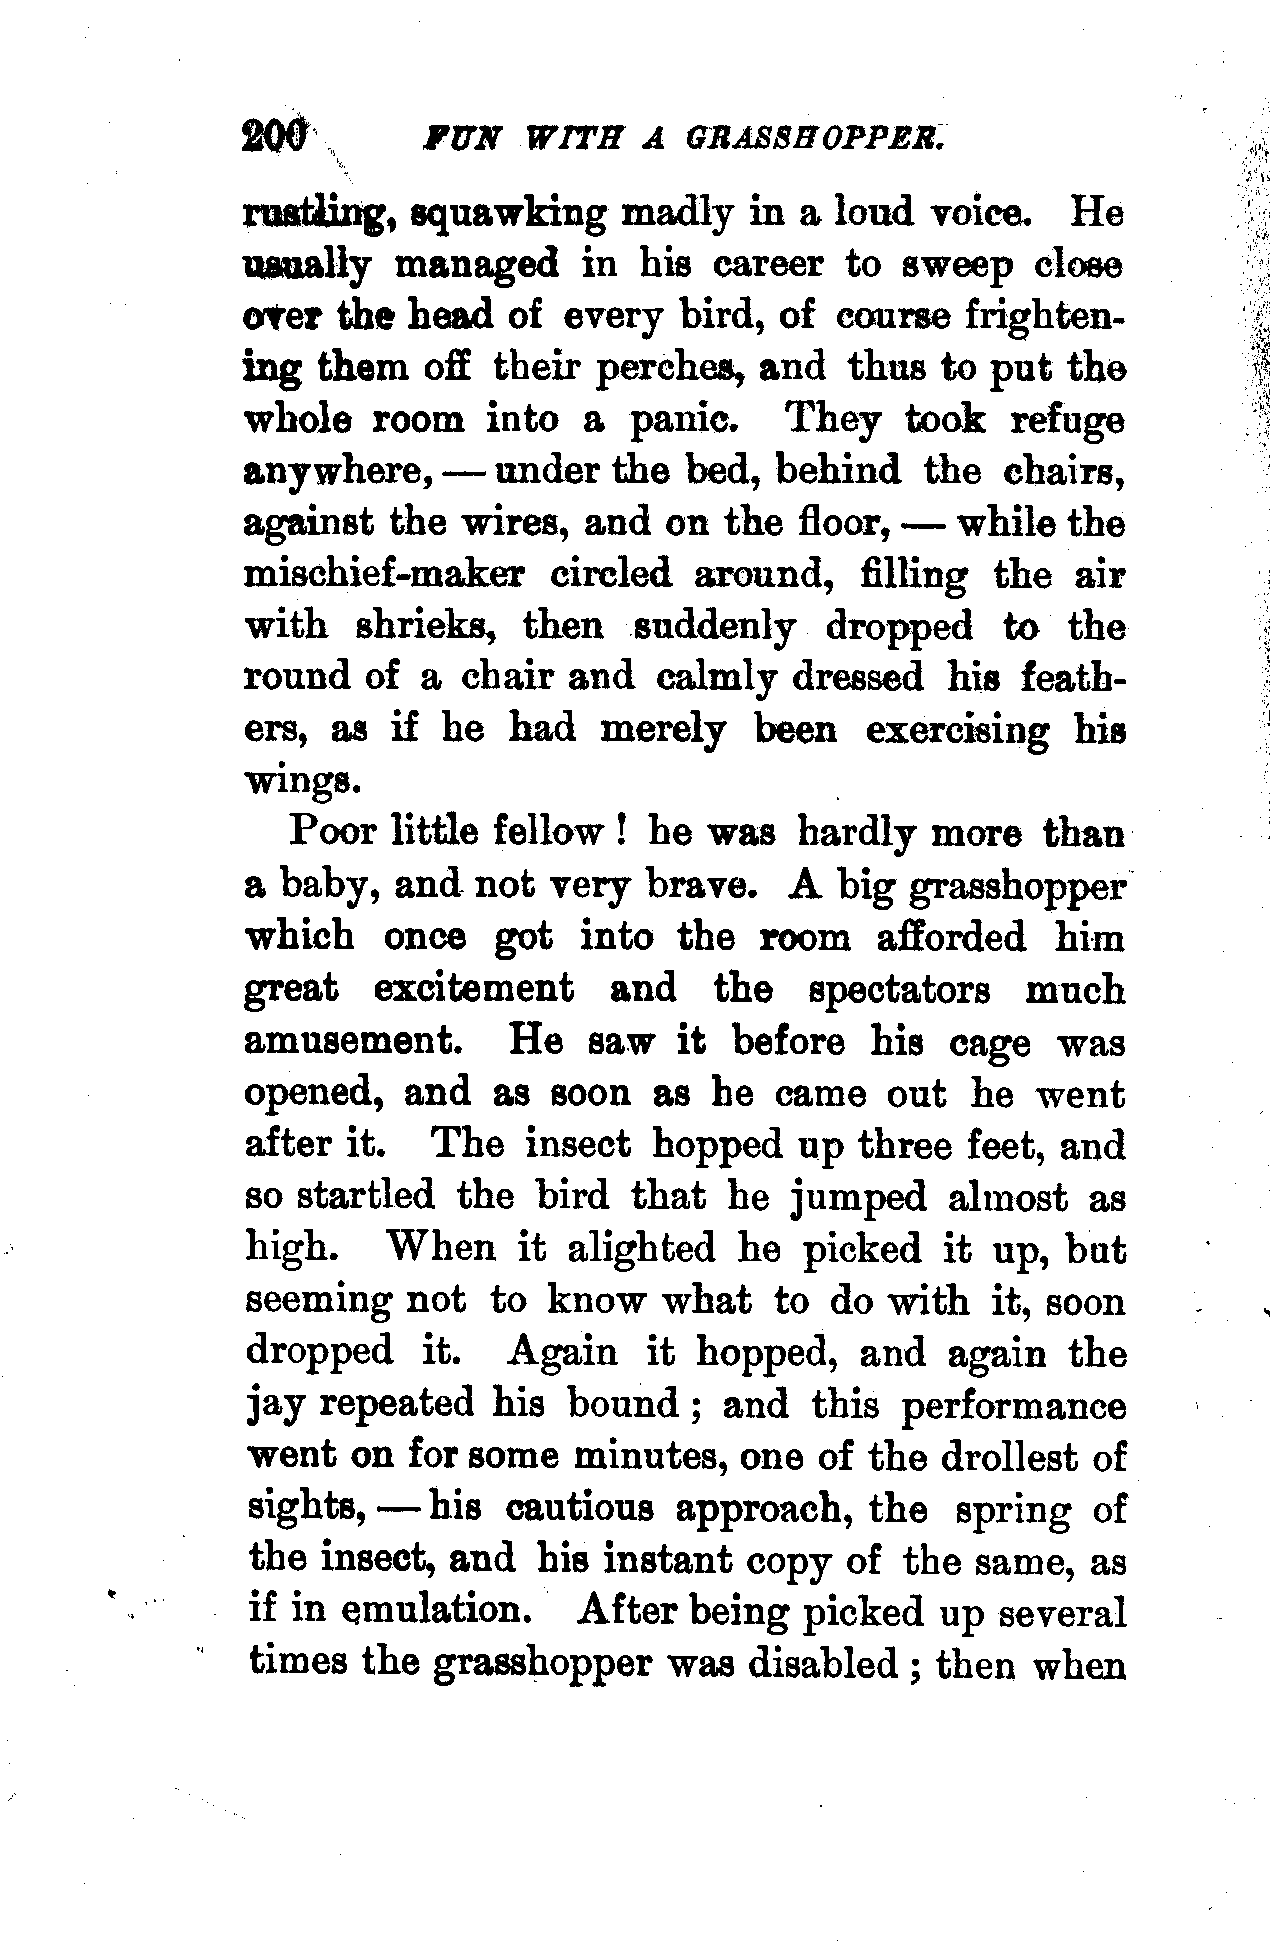 200 FUN WITH A GRASSHOPPER.
rustling, squawking madly in a loud voice. He
usually managed in his career to sweep close
over the head of every bird, of course frighten-
ing them off their perches, and thus to put the
whole room into a panic. They took refuge
anywhere, — under the bed, behind the chairs,
against the wires, and on the floor, — while the
mischief-maker circled around, filling the air
with shrieks, then suddenly dropped to the
round of a chair and calmly dressed his feath-
ers, as if he had merely been exercising his
wings.
Poor little fellow! he was hardly more than
a baby, and not very brave. A big grasshopper
which once got into the room afforded him
great excitement and the spectators much
amusement. He saw it before his cage was
opened, and as soon as he came out he went
after it. The insect hopped up three feet, and
so startled the bird that he jumped almost as
high. When it alighted he picked it up, but
seeming not to know what to do with it, soon
dropped it. Again it hopped, and again the
jay repeated his bound; and this performance
went on for some minutes, one of the drollest of
sights, — his cautious approach, the spring of
the insect, and his instant copy of the same, as
if in emulation. After being picked up several
times the grasshopper was disabled; then when